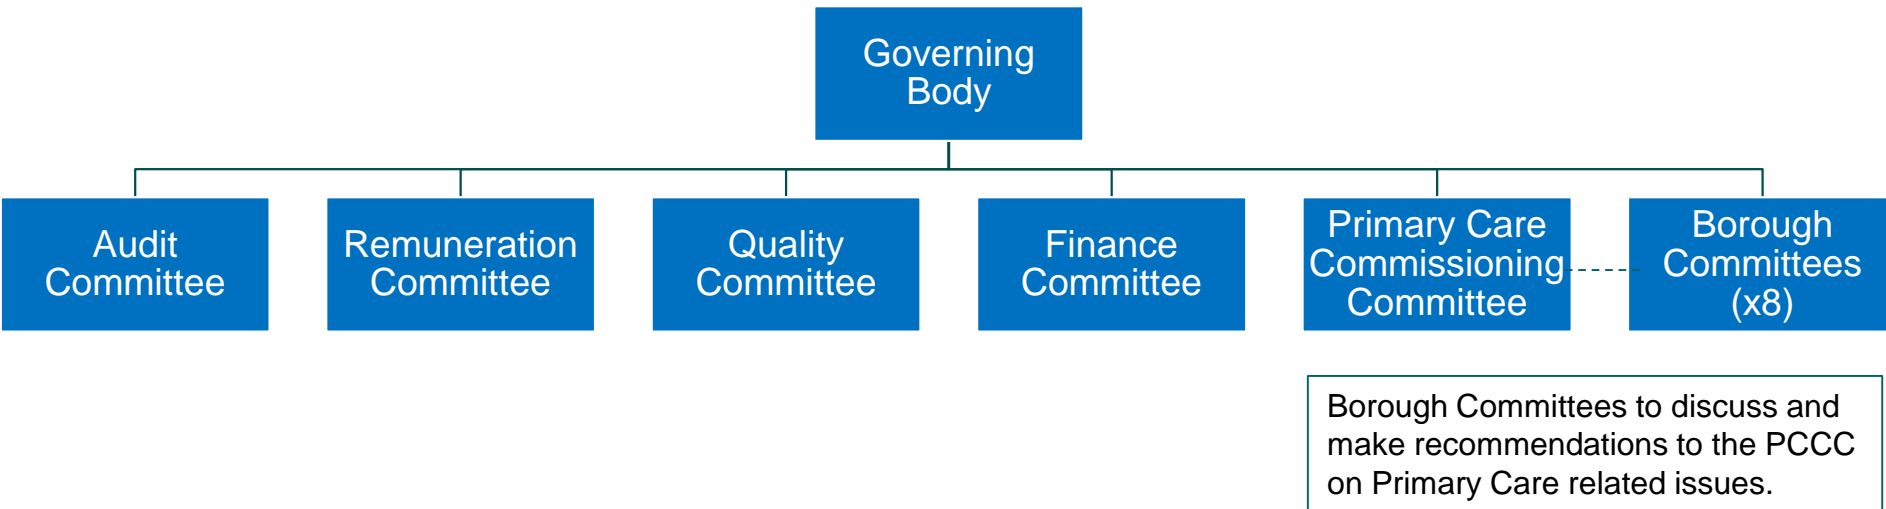 Governing
Body
Audit
Committee
Remuneration
Committee
Quality
Committee
Finance
Committee
Primary Care
Commissioning
Committee
Borough
Committees
(x8)
Borough Committees to discuss and
make recommendations to the PCCC
on Primary Care related issues.